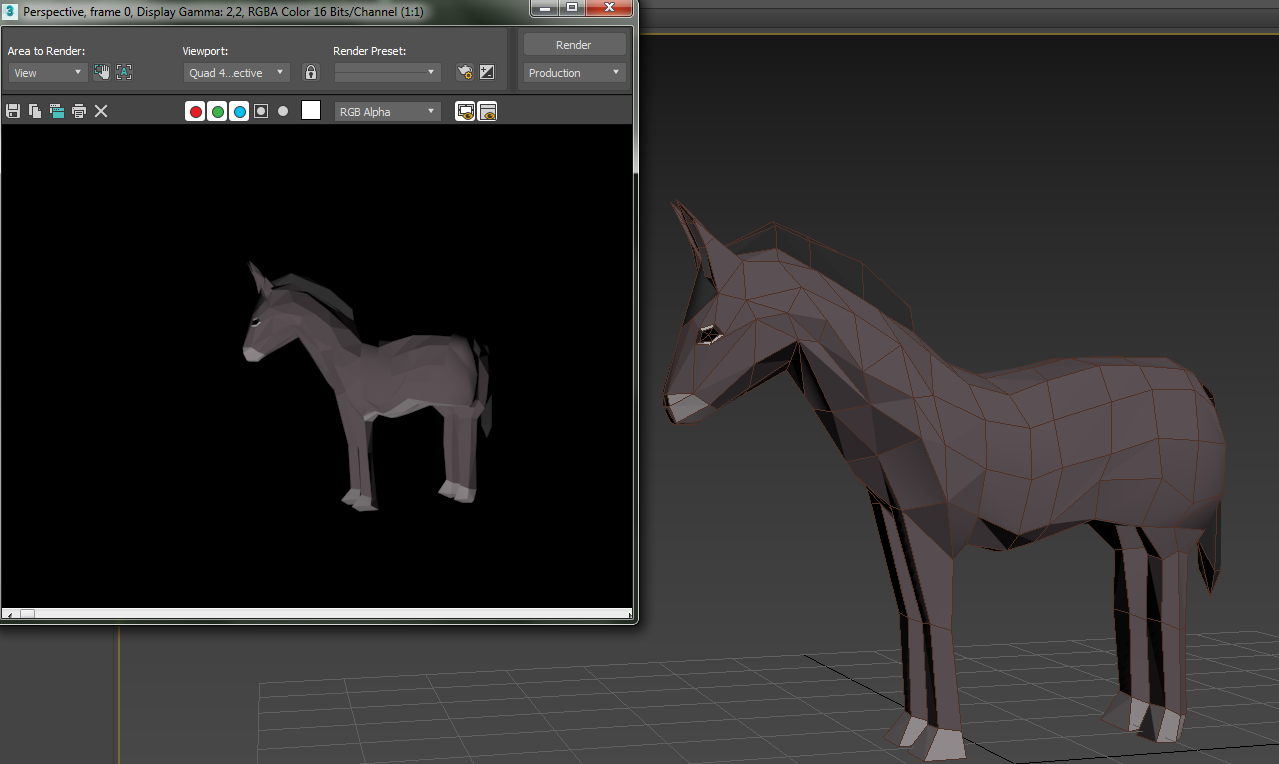 3 Perspective, frame 0, Display Gamma: 2,2, RGBA Color 16 Bits/Channel (1:1)
Area to Render:
Viewport:
Render Preset:
Render
View
Quad 4...ective
Production
RGB Alpha